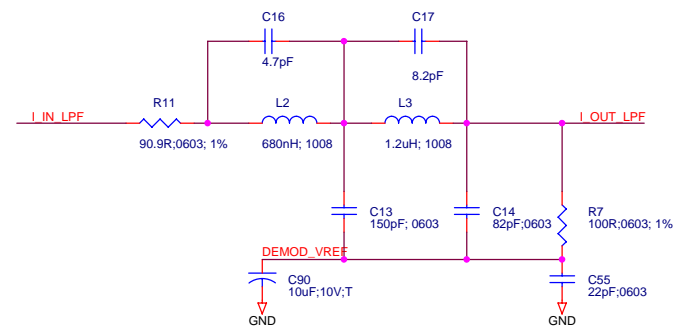 C16
4.7pF
C17
8.2pF
I_IN_LPF
R11
90.9R;0603; 1%
L2
680nH; 1008
L3
1.2uH; 1008
I_OUT_LPF
C13
150pF; 0603
C14
82pF;0603
R7
100R;0603; 1%
DEMOD_VREF
C90
10uF;10V;T
GND
C55
22pF;0603
GND